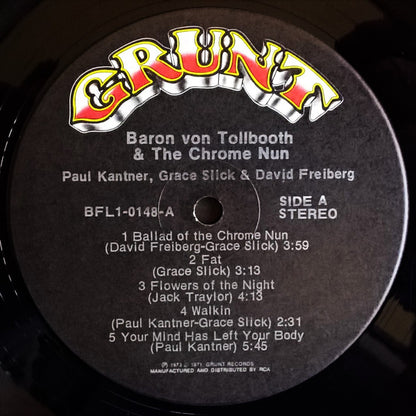 GRUNT
Baron von Tollbooth
& The Chrome Nun
Paul Kantner, Grace Slick & David Freiberg
BFL1-0148-A
SIDE A
STEREO
1 Ballad of the Chrome Nun
(David Freiberg-Grace Slick) 3:59
2 Fat
(Grace Slick) 3:13
3 Flowers of the Night
(Jack Traylor) 4:13
4 Walkin
(Paul Kantner-Grace Slick) 2:31
5 Your Mind Has Left Your Body
(Paul Kantner) 5:45
GRUNT RECORDS
MANUFACTURED AND DISTRIBUTED BY RCA